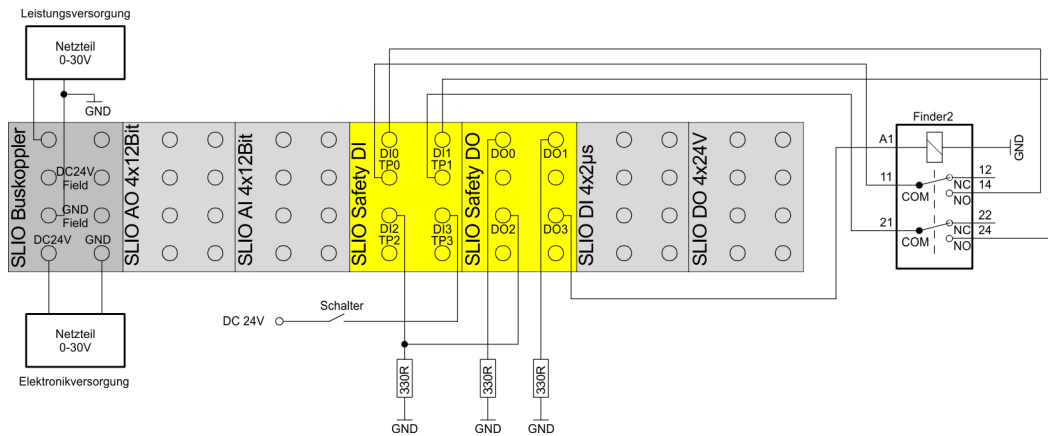 Leistungsversorgung
Netzteil
0-30V
GND
SLIO Buskoppler
DC24V
Field
GND
Field
DC24V
GND
SLIO AO 4x12Bit
SLIO AI 4x12Bit
SLIO Safety DI
DI0
TP0
DI1
TP1
DI2
TP2
DI3
TP3
SLIO Safety DO
DO0
DO1
DO2
DO3
SLIO DI 4x2µs
SLIO DO 4x24V
Finder2
A1
GND
11
COM
12
NC
14
NO
21
COM
22
NC
24
NO
DC 24V
Schalter
Netzteil
0-30V
Elektronikversorgung
330R
330R
330R
GND
GND
GND